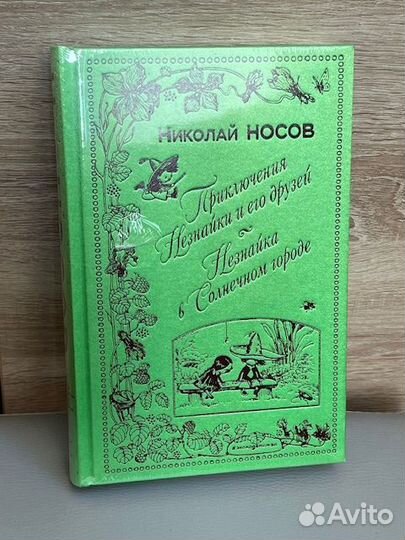 Николай Носов
Приключения
Незнайки и его друзей
~
Незнайка
в Солнечном городе
Avito